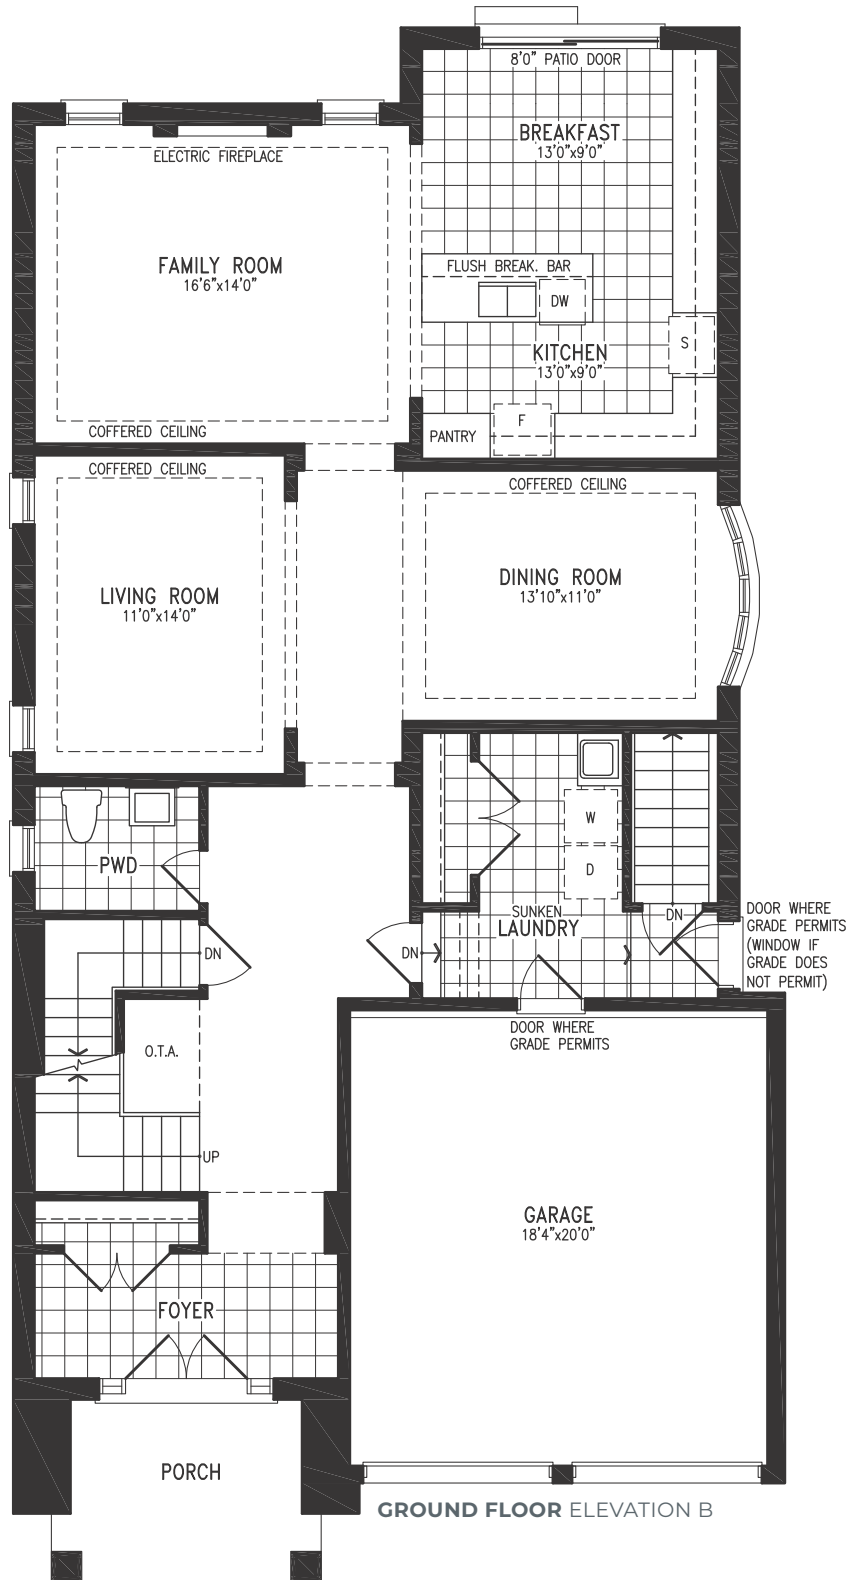 8'0" PATIO DOOR
BREAKFAST
13'0"x9'0"
ELECTRIC FIREPLACE
FAMILY ROOM
16'6"x14'0"
FLUSH BREAK. BAR
DW
S
KITCHEN
13'0"x9'0"
F
PANTRY
COFFERED CEILING
COFFERED CEILING
COFFERED CEILING
DINING ROOM
13'10"x11'0"
LIVING ROOM
11'0"x14'0"
W
PWD
D
SUNKEN
LAUNDRY
DN
DOOR WHERE
GRADE PERMITS
(WINDOW IF
GRADE DOES
NOT PERMIT)
DN
DN
DOOR WHERE
GRADE PERMITS
O.T.A.
UP
GARAGE
18'4"x20'0"
FOYER
PORCH
GROUND FLOOR ELEVATION B